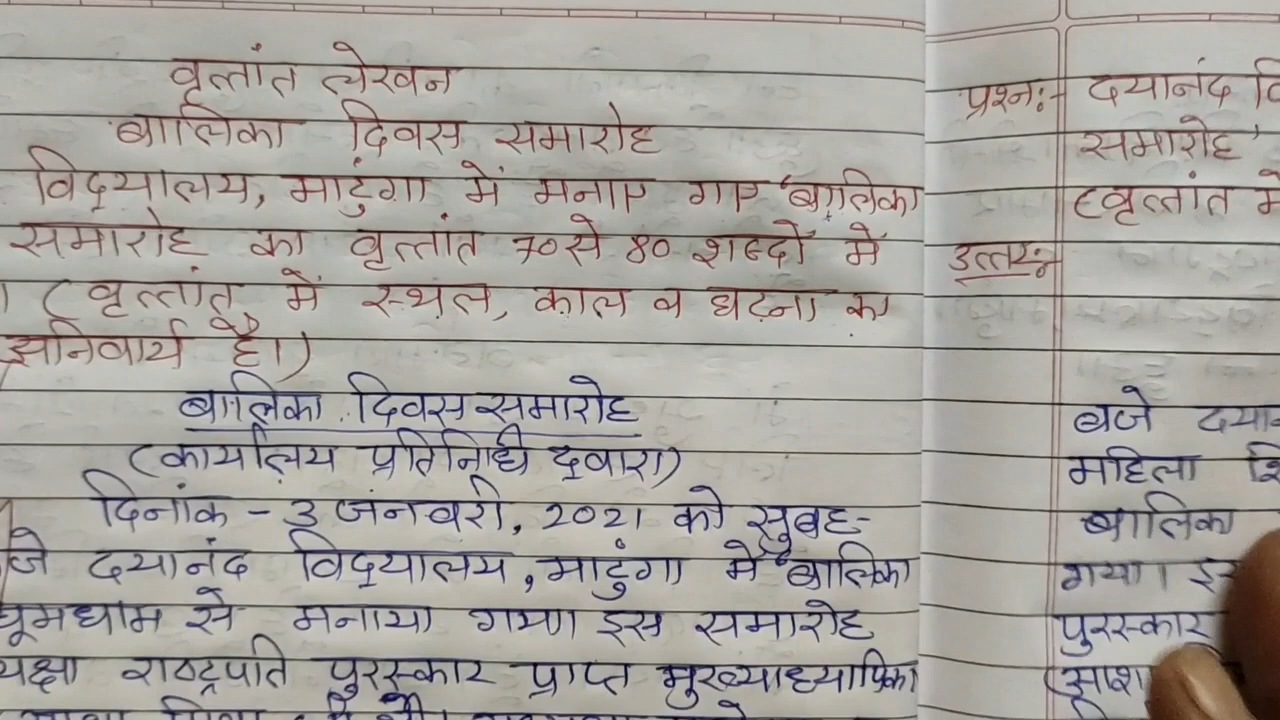 वृत्तांत लेखन
बालिका दिवस समारोह
विद्यालय, माटुंगा में मनाए गए 'बालिका
समारोह का वृत्तांत 70 से 80 शब्दों में
(वृत्तांत में स्थल, काल व घटना का
अनिवार्य है।)
बालिका दिवस समारोह
(कार्यालय प्रतिनिधी द्वारा)
दिनांक - 3 जनवरी, 2021 को सुबह-
दयानंद विद्यालय, माटुंगा में बालिका
धूमधाम से मनाया गया। इस समारोह
राष्ट्रपति पुरस्कार प्राप्त मुख्याध्यापिका
प्रश्न:- दयानंद
समारोह'
(वृत्तांत में
उत्तर:-
बजे
महिला
बालिका
गया।
पुरस्कार